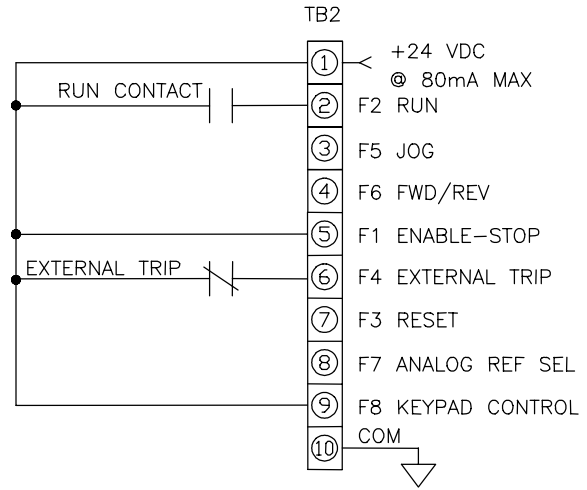 TB2
1
+24 VDC
@ 80mA MAX
RUN CONTACT
2
F2 RUN
3
F5 JOG
4
F6 FWD/REV
5
F1 ENABLE-STOP
EXTERNAL TRIP
6
F4 EXTERNAL TRIP
7
F3 RESET
8
F7 ANALOG REF SEL
9
F8 KEYPAD CONTROL
10
COM